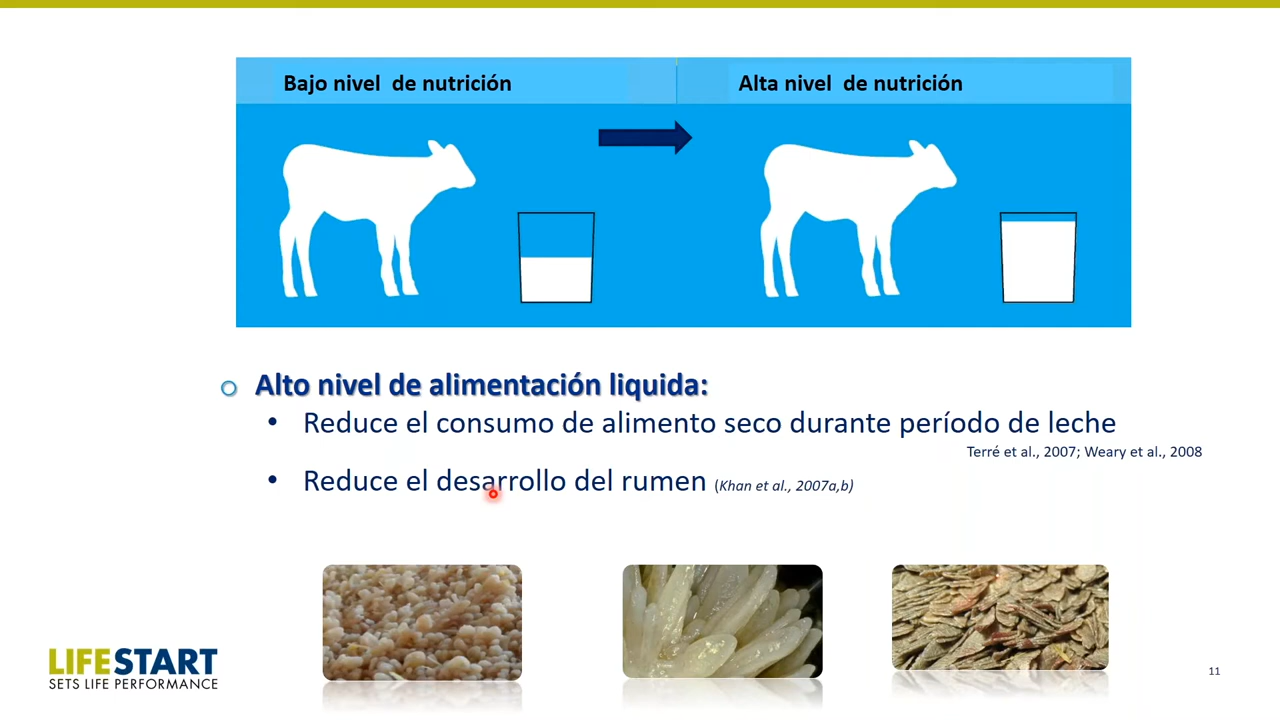 Bajo nivel de nutrición
Alta nivel de nutrición
Alto nivel de alimentación liquida:
Reduce el consumo de alimento seco durante período de leche
Terré et al., 2007; Weary et al., 2008
Reduce el desarrollo del rumen (Khan et al., 2007a,b)
LIFESTART
SETS LIFE PERFORMANCE
11